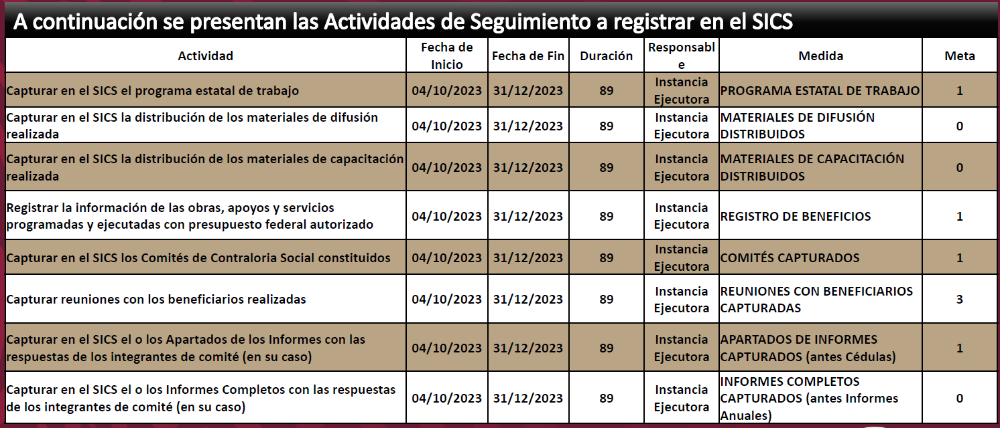 A continuación se presentan las Actividades de Seguimiento a registrar en el SICS
Actividad
Fecha de
Inicio
Fecha de Fin
Duración
Responsabl
e
Medida
Meta
Capturar en el SICS el programa estatal de trabajo
04/10/2023
31/12/2023
89
Instancia
Ejecutora
PROGRAMA ESTATAL DE TRABAJO
1
Capturar en el SICS la distribución de los materiales de difusión
realizada
04/10/2023
31/12/2023
89
Instancia
Ejecutora
MATERIALES DE DIFUSIÓN
DISTRIBUIDOS
0
Capturar en el SICS la distribución de los materiales de capacitación
realizada
04/10/2023
31/12/2023
89
Instancia
Ejecutora
MATERIALES DE CAPACITACIÓN
DISTRIBUIDOS
0
Registrar la información de las obras, apoyos y servicios
programadas y ejecutadas con presupuesto federal autorizado
04/10/2023
31/12/2023
89
Instancia
Ejecutora
REGISTRO DE BENEFICIOS
1
Capturar en el SICS los Comités de Contraloria Social constituidos
04/10/2023
31/12/2023
89
Instancia
Ejecutora
COMITÉS CAPTURADOS
1
Capturar reuniones con los beneficiarios realizadas
04/10/2023
31/12/2023
89
Instancia
Ejecutora
REUNIONES CON BENEFICIARIOS
CAPTURADAS
3
Capturar en el SICS el o los Apartados de los Informes con las
respuestas de los integrantes de comité (en su caso)
04/10/2023
31/12/2023
89
Instancia
Ejecutora
APARTADOS DE INFORMES
CAPTURADOS (antes Cédulas)
1
Capturar en el SICS el o los Informes Completos con las respuestas
de los integrantes de comité (en su caso)
04/10/2023
31/12/2023
89
Instancia
Ejecutora
INFORMES COMPLETOS
CAPTURADOS (antes Informes
Anuales)
0